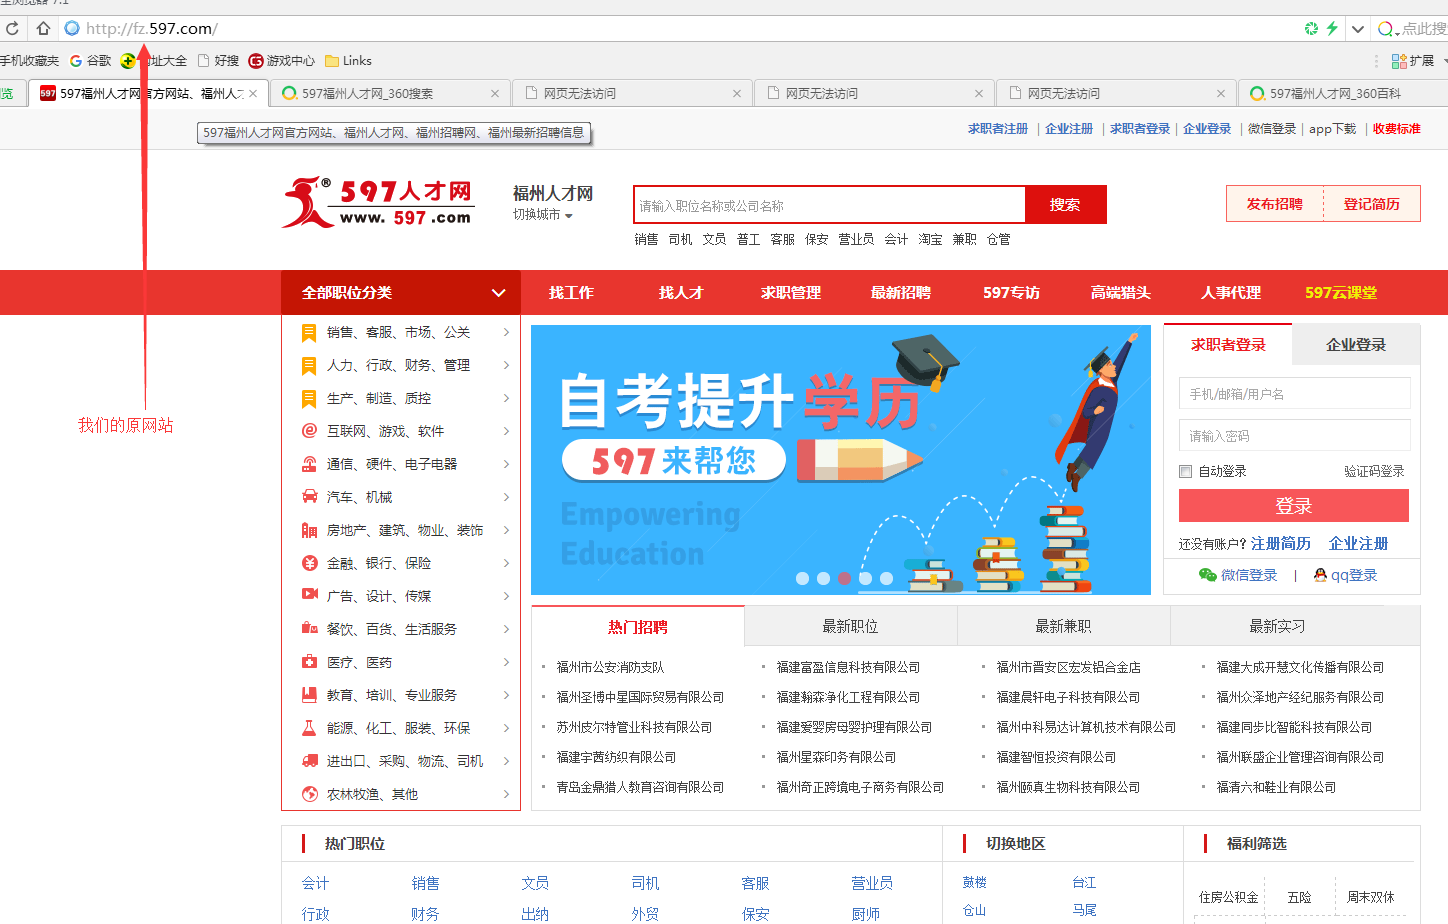 http://fz.597.com/
点此搜
手机收藏夹 谷歌 网址大全 好搜 游戏中心 Links 扩展
览 597福州人才网官方网站、福州人才 597福州人才网_360搜索 网页无法访问 网页无法访问 网页无法访问 597福州人才网_360百科
597福州人才网官方网站、福州人才网、福州招聘网、福州最新招聘信息
求职者注册 | 企业注册 | 求职者登录 | 企业登录 | 微信登录 | app下载 | 收费标准
597人才网
www. 597 .com
福州人才网
切换城市
请输入职位名称或公司名称 搜索
发布招聘 登记简历
销售 司机 文员 普工 客服 保安 营业员 会计 淘宝 兼职 仓管
全部职位分类 找工作 找人才 求职管理 最新招聘 597专访 高端猎头 人事代理 597云课堂
我们的原网站
销售、客服、市场、公关
人力、行政、财务、管理
生产、制造、质控
互联网、游戏、软件
通信、硬件、电子电器
汽车、机械
房地产、建筑、物业、装饰
金融、银行、保险
广告、设计、传媒
餐饮、百货、生活服务
医疗、医药
教育、培训、专业服务
能源、化工、服装、环保
进出口、采购、物流、司机
农林牧渔、其他
自考提升学历
597来帮您
Empowering
Education
求职者登录 企业登录
手机/邮箱/用户名
请输入密码
自动登录 验证码登录
登录
还没有账户? 注册简历 企业注册
微信登录 | qq登录
热门招聘 最新职位 最新兼职 最新实习
福州市公安消防支队 福建富盈信息科技有限公司 福州市晋安区宏发铝合金店 福建大成开慧文化传播有限公司
福州圣博中星国际贸易有限公司 福建瀚森净化工程有限公司 福建晨轩电子科技有限公司 福州众泽地产经纪服务有限公司
苏州皮尔特管业科技有限公司 福建爱婴房母婴护理有限公司 福州中科易达计算机技术有限公司 福建同步比智能科技有限公司
福建宇茜纺织有限公司 福州星森印务有限公司 福建智恒投资有限公司 福州联盛企业管理咨询有限公司
青岛金鼎猎人教育咨询有限公司 福州奇正跨境电子商务有限公司 福州颐真生物科技有限公司 福清六和鞋业有限公司
热门职位 切换地区 福利筛选
会计 销售 文员 司机 客服 营业员 鼓楼 台江 住房公积金 五险 周末双休
行政 财务 出纳 外贸 保安 厨师 仓山 马尾